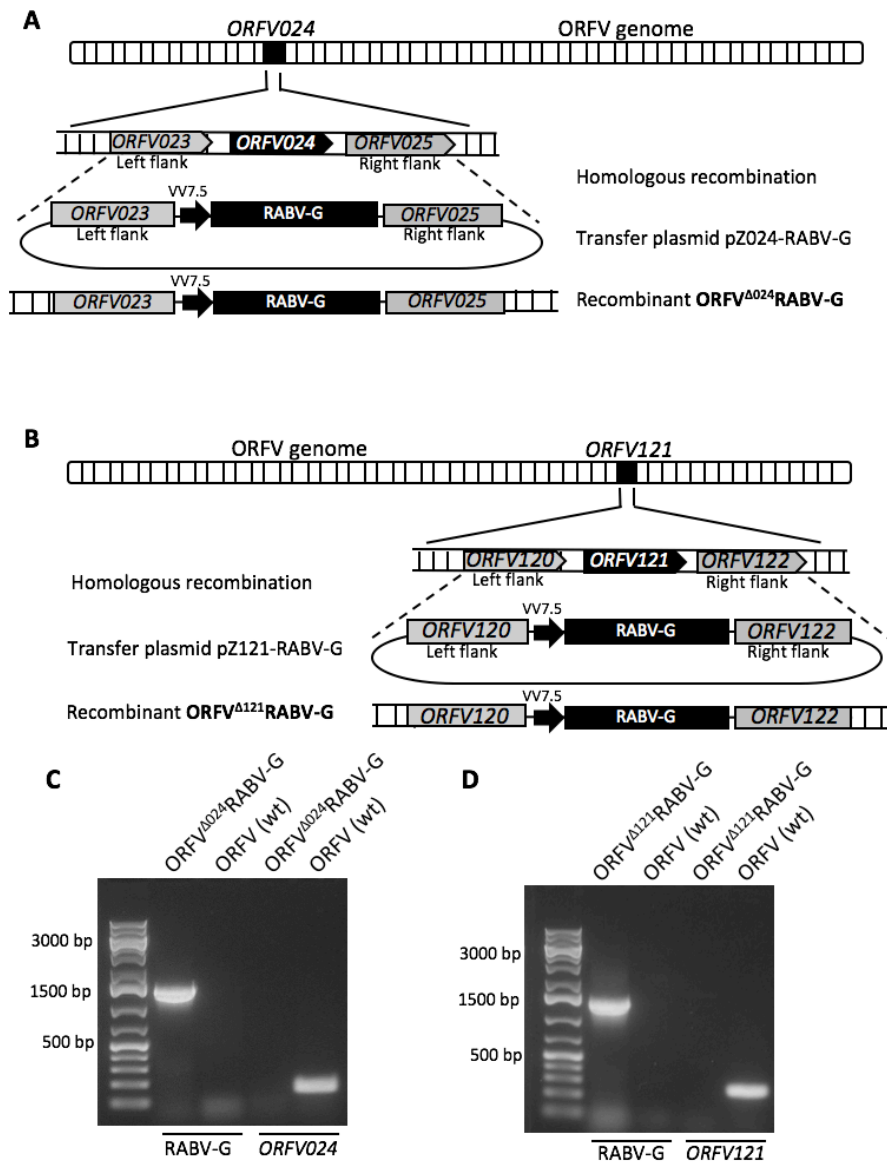 A
ORFV024
ORFV genome
ORFV023 ORFV024 ORFV025
Left flank Right flank
Homologous recombination
VV7.5
ORFV023 RABV-G ORFV025
Left flank Right flank
Transfer plasmid pZ024-RABV-G
VV7.5
ORFV023 RABV-G ORFV025
Recombinant ORFVΔ024RABV-G
B
ORFV genome
ORFV121
ORFV120 ORFV121 ORFV122
Left flank Right flank
Homologous recombination
VV7.5
ORFV120 RABV-G ORFV122
Left flank Right flank
Transfer plasmid pZ121-RABV-G
VV7.5
Recombinant ORFVΔ121RABV-G
ORFV120 RABV-G ORFV122
C
ORFVΔ024RABV-G
ORFV (wt)
ORFVΔ024RABV-G
ORFV (wt)
3000 bp
1500 bp
500 bp
RABV-G ORFV024
D
ORFVΔ121RABV-G
ORFV (wt)
ORFVΔ121RABV-G
ORFV (wt)
3000 bp
1500 bp
500 bp
RABV-G ORFV121